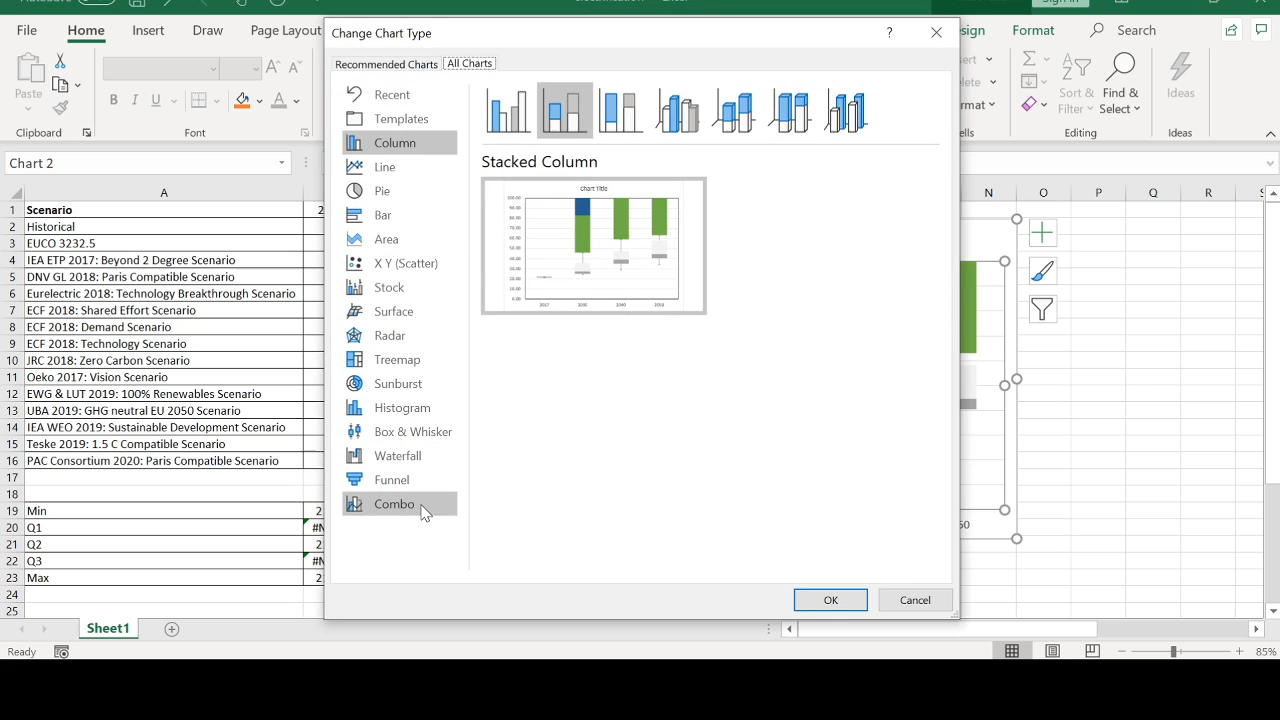 File Home Insert Draw Page Layout Format Search
Change Chart Type
Recommended Charts All Charts
Recent
Templates
Column
Line
Pie
Bar
Area
X Y (Scatter)
Stock
Surface
Radar
Treemap
Sunburst
Histogram
Box & Whisker
Waterfall
Funnel
Combo
Stacked Column
Chart Title
2017 2030 2040 2050
OK Cancel
Paste
Clipboard
B I U
Font
Sort & Filter
Find & Select
Editing
Ideas
Ideas
Chart 2
A N O P Q R
1 Scenario
2 Historical
3 EUCO 3232.5
4 IEA ETP 2017: Beyond 2 Degree Scenario
5 DNV GL 2018: Paris Compatible Scenario
6 Eurelectric 2018: Technology Breakthrough Scenario
7 ECF 2018: Shared Effort Scenario
8 ECF 2018: Demand Scenario
9 ECF 2018: Technology Scenario
10 JRC 2018: Zero Carbon Scenario
11 Oeko 2017: Vision Scenario
12 EWG & LUT 2019: 100% Renewables Scenario
13 UBA 2019: GHG neutral EU 2050 Scenario
14 IEA WEO 2019: Sustainable Development Scenario
15 Teske 2019: 1.5 C Compatible Scenario
16 PAC Consortium 2020: Paris Compatible Scenario
17
18
19 Min
20 Q1
21 Q2
22 Q3
23 Max
24
25
Sheet1
Ready
85%